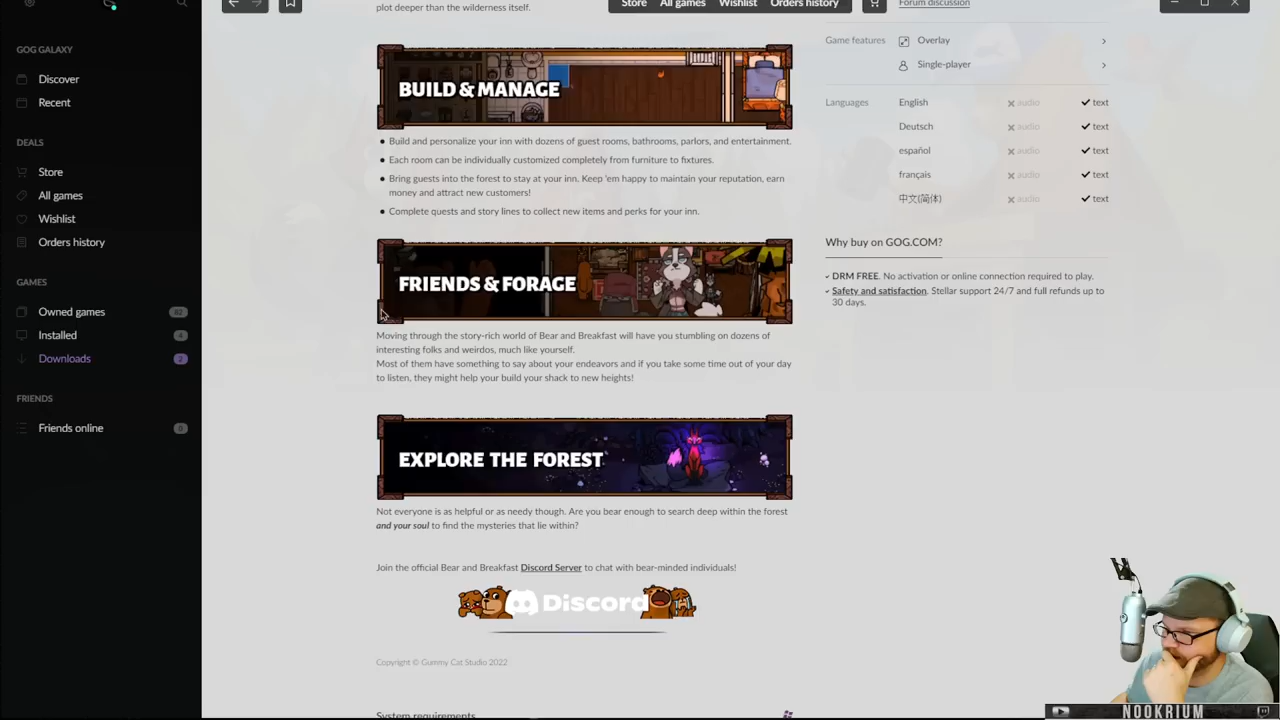 plot deeper than the wilderness itself.
Store All games Wishlist Orders history
Forum discussion
GOG GALAXY
Discover
Recent
DEALS
Store
All games
Wishlist
Orders history
GAMES
Owned games 82
Installed 4
Downloads 2
FRIENDS
Friends online 0
BUILD & MANAGE
Build and personalize your inn with dozens of guest rooms, bathrooms, parlors, and entertainment.
Each room can be individually customized completely from furniture to fixtures.
Bring guests into the forest to stay at your inn. Keep 'em happy to maintain your reputation, earn
money and attract new customers!
Complete quests and story lines to collect new items and perks for your inn.
FRIENDS & FORAGE
Moving through the story-rich world of Bear and Breakfast will have you stumbling on dozens of
interesting folks and weirdos, much like yourself.
Most of them have something to say about your endeavors and if you take some time out of your day
to listen, they might help your build your shack to new heights!
EXPLORE THE FOREST
Not everyone is as helpful or as needy though. Are you bear enough to search deep within the forest
and your soul to find the mysteries that lie within?
Join the official Bear and Breakfast Discord Server to chat with bear-minded individuals!
Discord
Copyright © Gummy Cat Studio 2022
System requirements
Game features Overlay
Single-player
Languages English audio text
Deutsch audio text
español audio text
français audio text
中文(简体) audio text
Why buy on GOG.COM?
DRM FREE. No activation or online connection required to play.
Safety and satisfaction. Stellar support 24/7 and full refunds up to
30 days.
NOOKRIUM